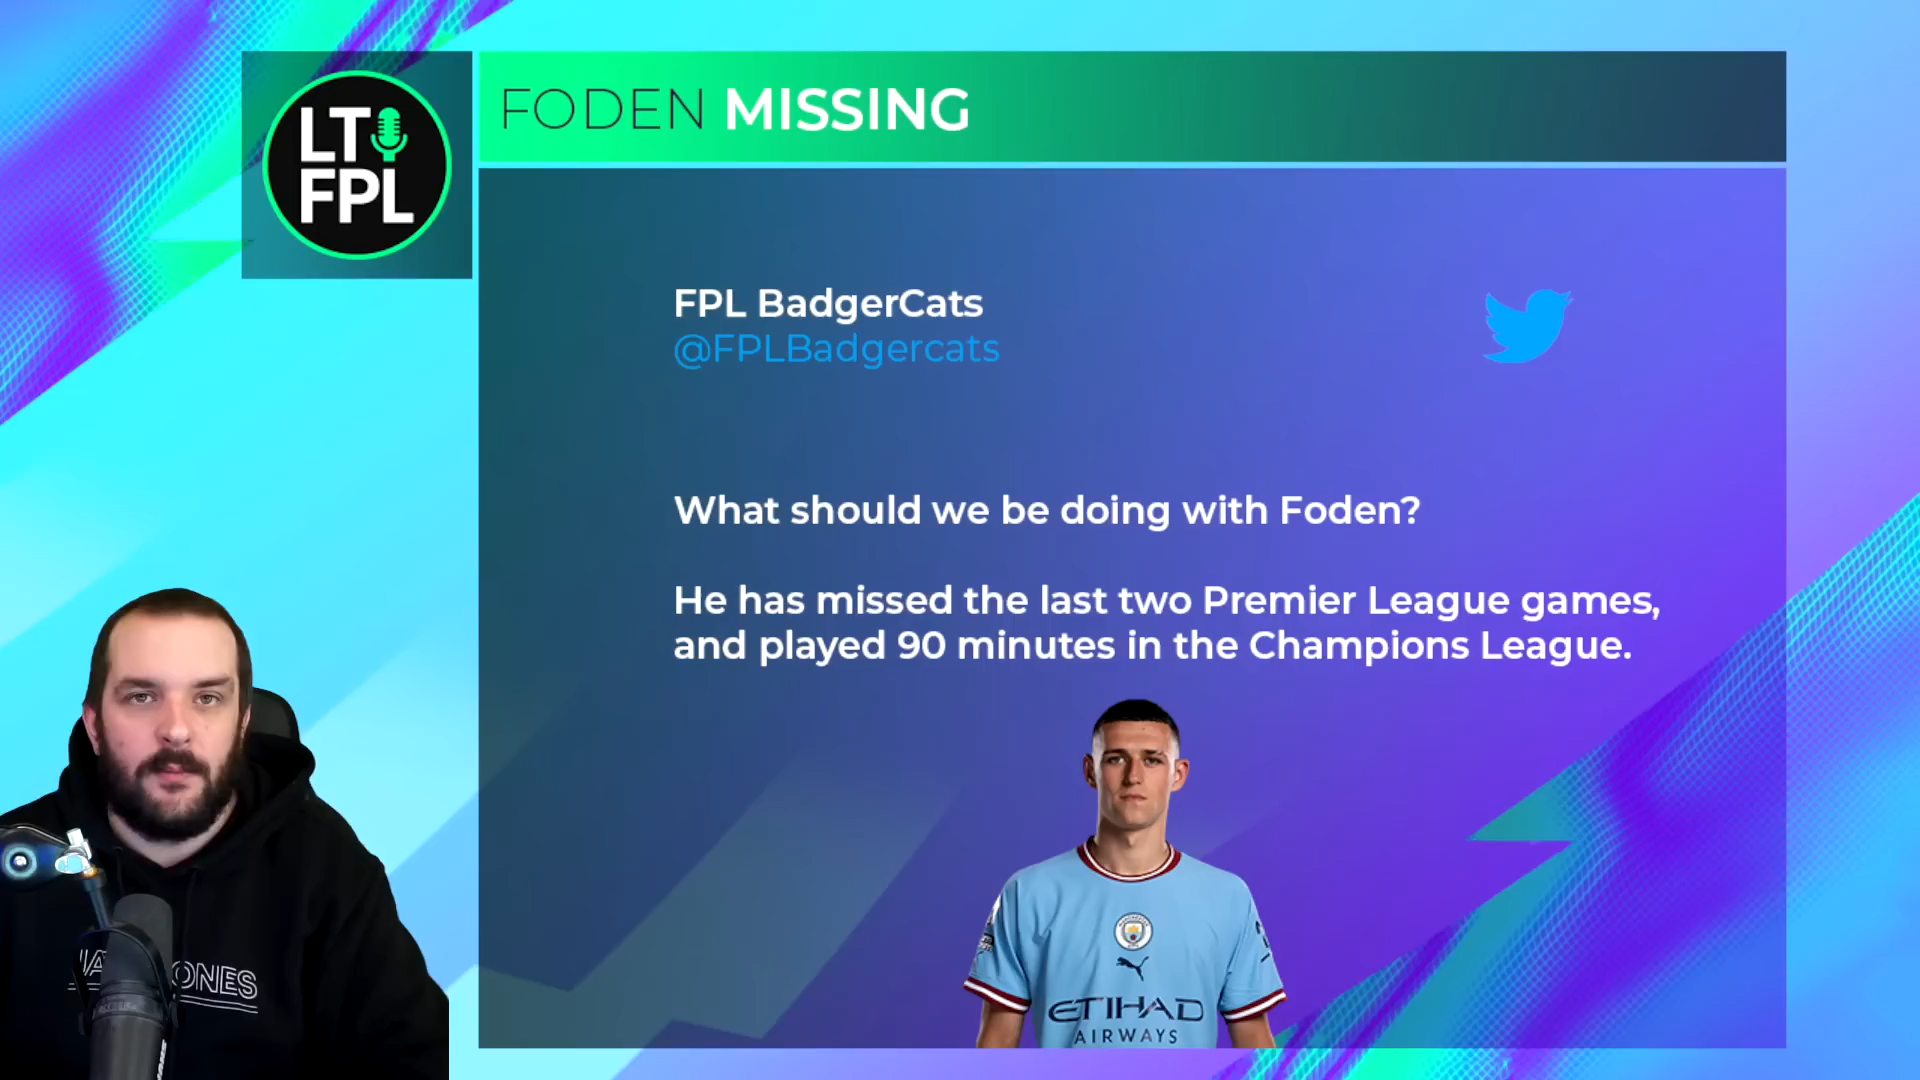 LT
FPL
FODEN MISSING
FPL BadgerCats
@FPLBadgercats
What should we be doing with Foden?
He has missed the last two Premier League games,
and played 90 minutes in the Champions League.
ONES
ETIHAD
AIRWAYS